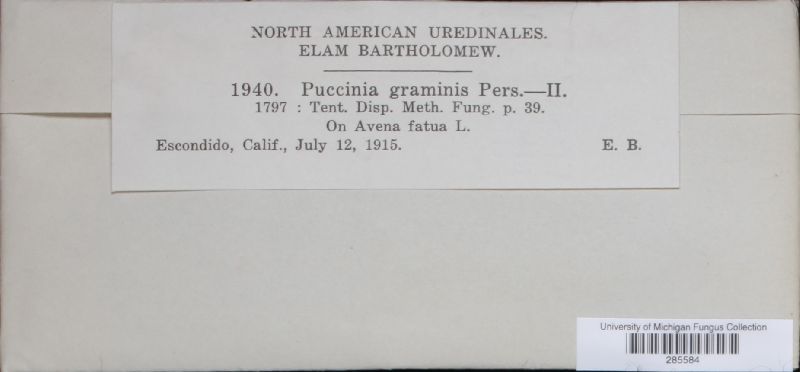 NORTH AMERICAN UREDINALES.
ELAM BARTHOLOMEW.
1940. Puccinia graminis Pers.—II.
1797 : Tent. Disp. Meth. Fung. p. 39.
On Avena fatua L.
Escondido, Calif., July 12, 1915. E. B.
University of Michigan Fungus Collection
285584